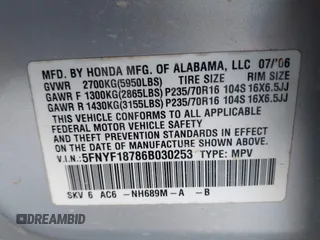 MFD. BY HONDA MFG. OF ALABAMA, LLC 07/'06
GVWR 2700KG(5950LBS) TIRE SIZE RIM SIZE
GAWR F 1300KG(2865LBS) P235/70R16 104S 16X6.5JJ
GAWR R 1430KG(3155LBS) P235/70R16 104S 16X6.5JJ
THIS VEHICLE CONFORMS TO ALL APPLICABLE
FEDERAL MOTOR VEHICLE SAFETY AND THEFT
PREVENTION STANDARDS IN EFFECT ON THE
DATE OF MANUFACTURE SHOWN ABOVE.
V.I.N.: 5FNYF18786B030253 TYPE: MPV
SKV 6 AC6 -NH689M-A -B
DREAMBID